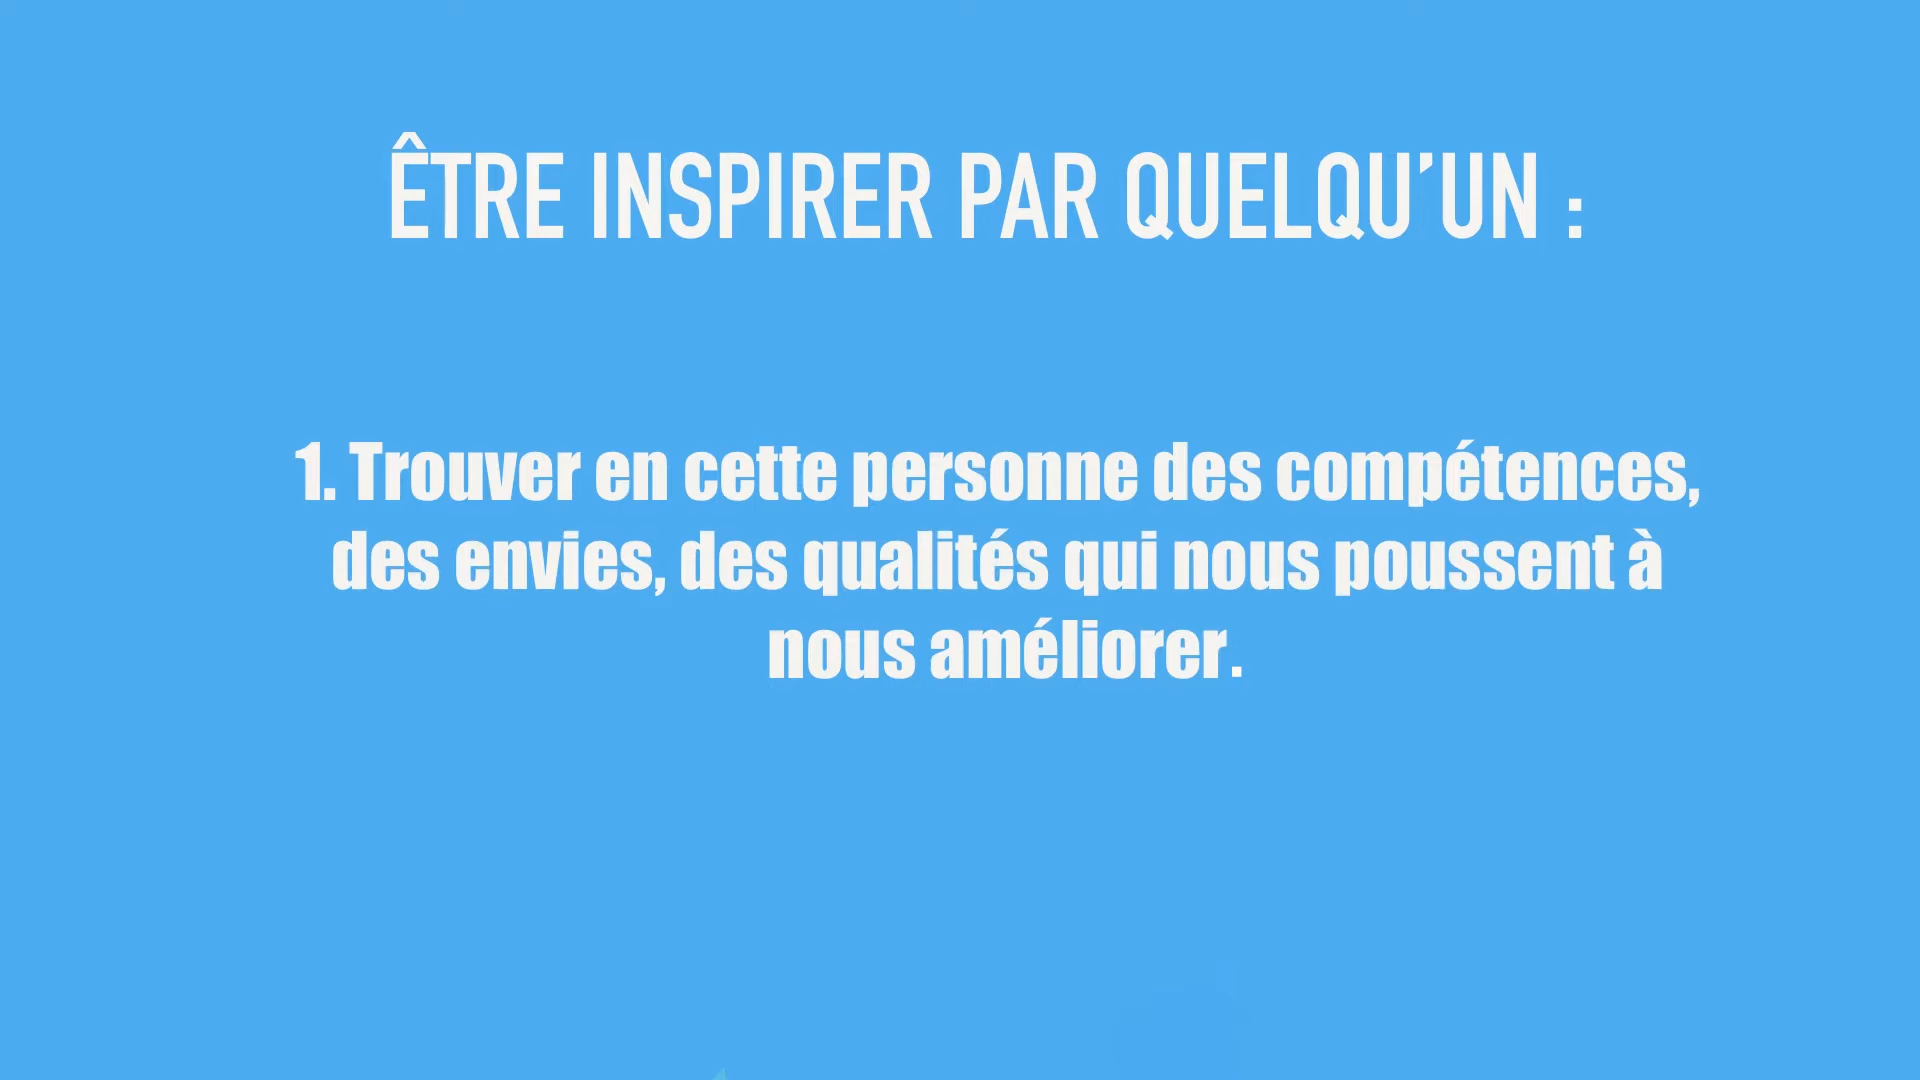 ÊTRE INSPIRER PAR QUELQU’UN :
1. Trouver en cette personne des compétences,
des envies, des qualités qui nous poussent à
nous améliorer.